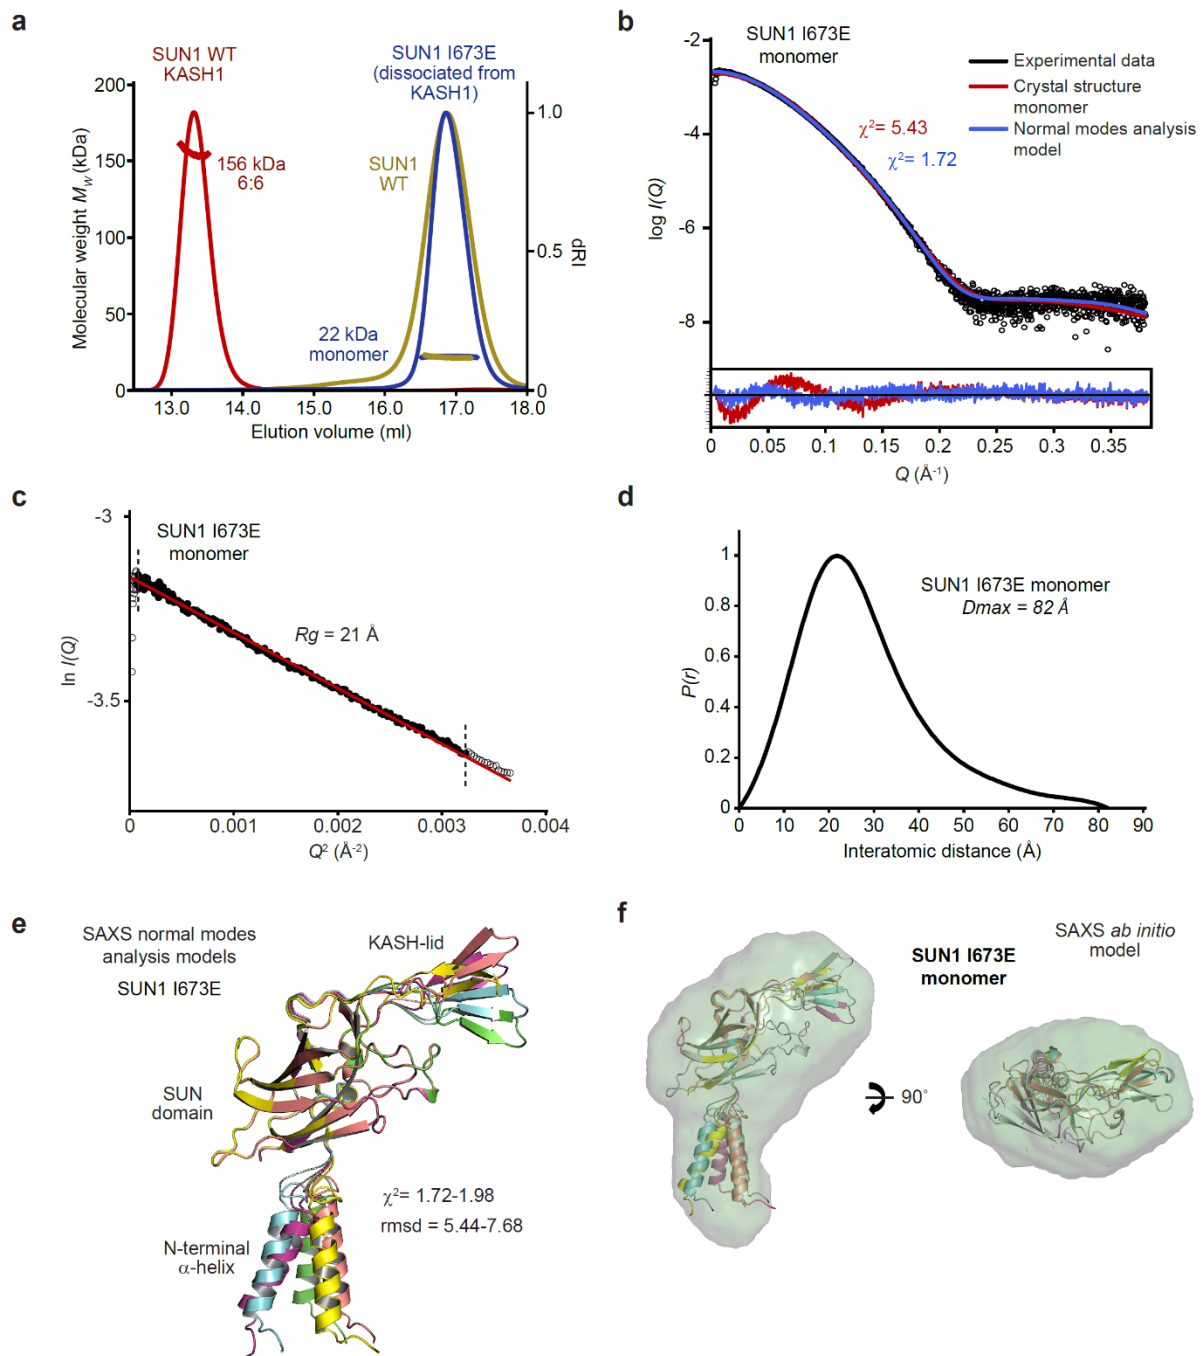 a
SUN1 WT
KASH1
SUN1 I673E
(dissociated from
KASH1)
200
150
100
50
0
Molecular weight Mw (kDa)
156 kDa
6:6
SUN1
WT
22 kDa
monomer
1.0
0.5
0
dRI
13.0 14.0 15.0 16.0 17.0 18.0
Elution volume (ml)
b
SUN1 I673E
monomer
Experimental data
Crystal structure
monomer
Normal modes analysis
model
χ²= 5.43
χ²= 1.72
-2
-4
-6
-8
log I(Q)
0 0.05 0.1 0.15 0.2 0.25 0.3 0.35
Q (Å⁻¹)
c
-3
-3.5
ln I(Q)
SUN1 I673E
monomer
Rg = 21 Å
0 0.001 0.002 0.003 0.004
Q² (Å⁻²)
d
SUN1 I673E monomer
Dmax = 82 Å
1
0.8
0.6
0.4
0.2
0
P(r)
0 10 20 30 40 50 60 70 80 90
Interatomic distance (Å)
e
SAXS normal modes
analysis models
SUN1 I673E
KASH-lid
SUN
domain
χ²= 1.72-1.98
rmsd = 5.44-7.68
N-terminal
α-helix
f
SUN1 I673E
monomer
SAXS ab initio
model
90°